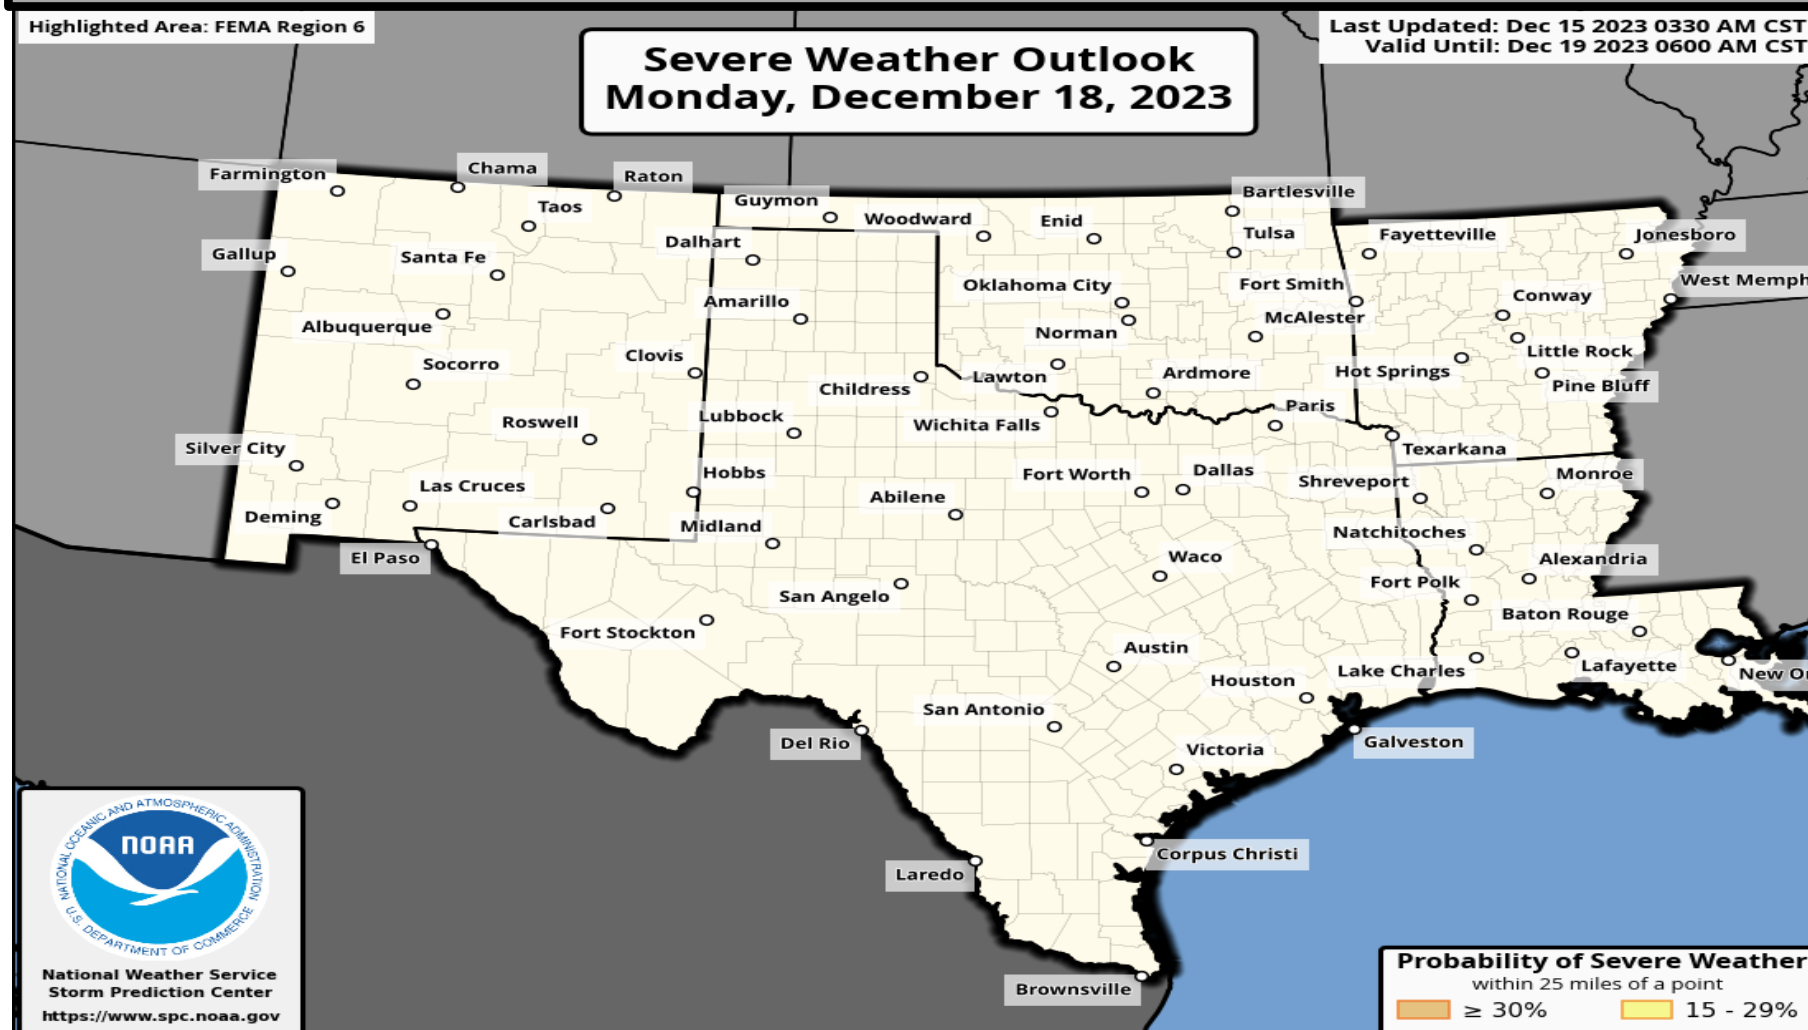 Highlighted Area: FEMA Region 6
Severe Weather Outlook
Monday, December 18, 2023
Last Updated: Dec 15 2023 0330 AM CST
Valid Until: Dec 19 2023 0600 AM CST
Farmington
Chama
Raton
Taos
Guymon
Woodward
Enid
Bartlesville
Tulsa
Fayetteville
Jonesboro
Gallup
Santa Fe
Dalhart
Oklahoma City
Fort Smith
Conway
West Memph
Albuquerque
Amarillo
Norman
McAlester
Little Rock
Socorro
Clovis
Childress
Lawton
Ardmore
Hot Springs
Pine Bluff
Roswell
Lubbock
Wichita Falls
Paris
Texarkana
Silver City
Las Cruces
Hobbs
Abilene
Fort Worth
Dallas
Shreveport
Monroe
Deming
Carlsbad
Midland
Natchitoches
El Paso
San Angelo
Waco
Fort Polk
Alexandria
Fort Stockton
Austin
Baton Rouge
Houston
Lake Charles
Lafayette
New Or
San Antonio
Del Rio
Victoria
Galveston
Laredo
Corpus Christi
Brownsville
NATIONAL OCEANIC AND ATMOSPHERIC ADMINISTRATION
NOAA
U.S. DEPARTMENT OF COMMERCE
National Weather Service
Storm Prediction Center
https://www.spc.noaa.gov
Probability of Severe Weather
within 25 miles of a point
≥ 30%
15 - 29%